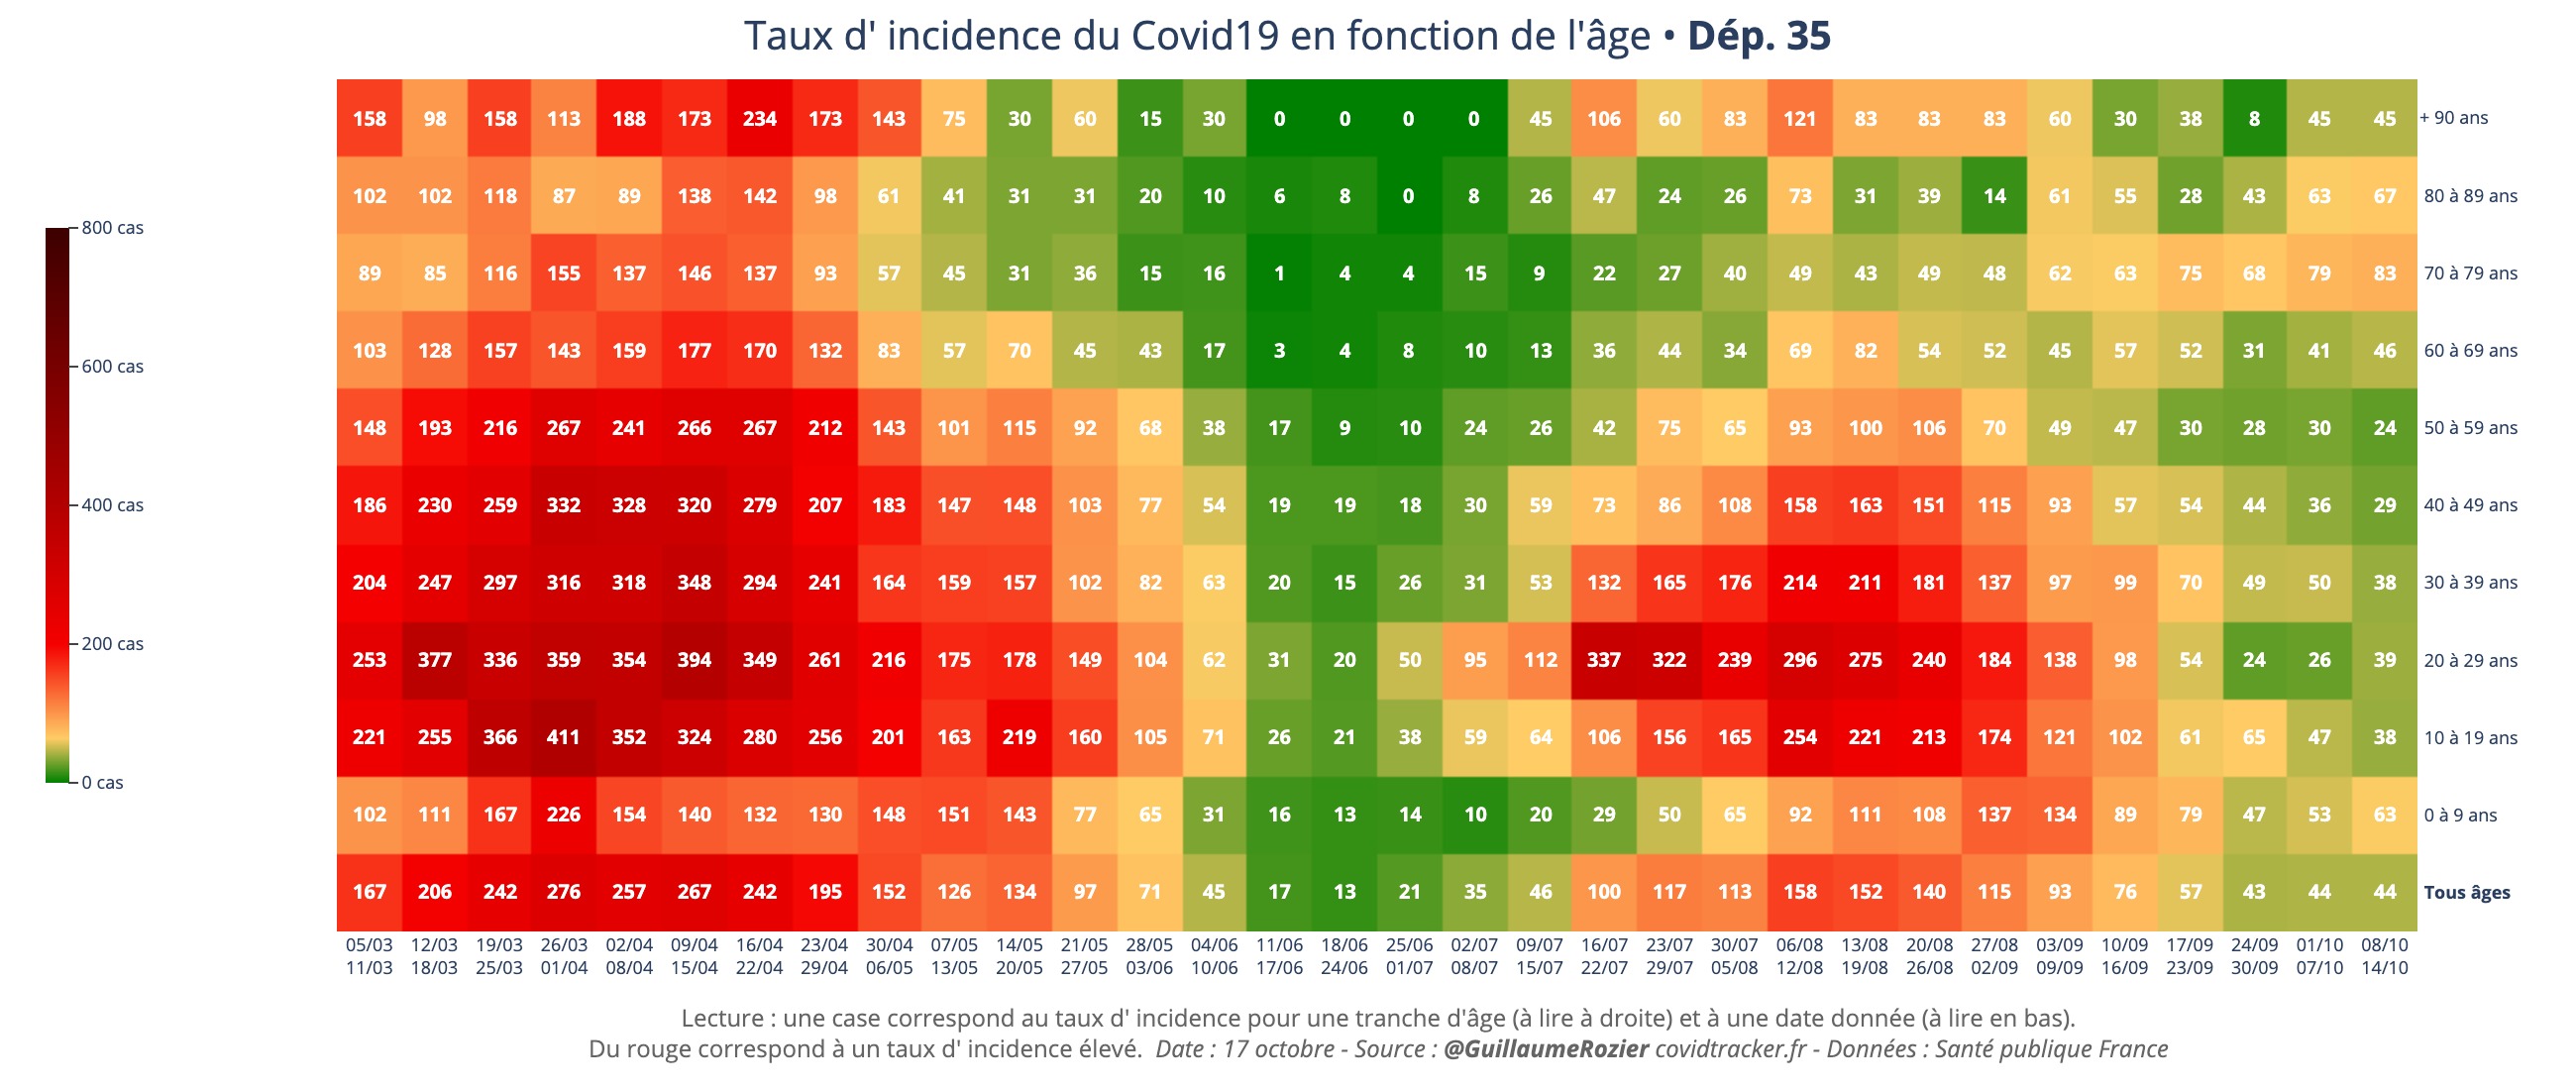 Taux d' incidence du Covid19 en fonction de l'âge • Dép. 35
800 cas
600 cas
400 cas
200 cas
0 cas
158 98 158 113 188 173 234 173 143 75 30 60 15 30 0 0 0 0 45 106 60 83 121 83 83 83 60 30 38 8 45 45 + 90 ans
102 102 118 87 89 138 142 98 61 41 31 31 20 10 6 8 0 8 26 47 24 26 73 31 39 14 61 55 28 43 63 67 80 à 89 ans
89 85 116 155 137 146 137 93 57 45 31 36 15 16 1 4 4 15 9 22 27 40 49 43 49 48 62 63 75 68 79 83 70 à 79 ans
103 128 157 143 159 177 170 132 83 57 70 45 43 17 3 4 8 10 13 36 44 34 69 82 54 52 45 57 52 31 41 46 60 à 69 ans
148 193 216 267 241 266 267 212 143 101 115 92 68 38 17 9 10 24 26 42 75 65 93 100 106 70 49 47 30 28 30 24 50 à 59 ans
186 230 259 332 328 320 279 207 183 147 148 103 77 54 19 19 18 30 59 73 86 108 158 163 151 115 93 57 54 44 36 29 40 à 49 ans
204 247 297 316 318 348 294 241 164 159 157 102 82 63 20 15 26 31 53 132 165 176 214 211 181 137 97 99 70 49 50 38 30 à 39 ans
253 377 336 359 354 394 349 261 216 175 178 149 104 62 31 20 50 95 112 337 322 239 296 275 240 184 138 98 54 24 26 39 20 à 29 ans
221 255 366 411 352 324 280 256 201 163 219 160 105 71 26 21 38 59 64 106 156 165 254 221 213 174 121 102 61 65 47 38 10 à 19 ans
102 111 167 226 154 140 132 130 148 151 143 77 65 31 16 13 14 10 20 29 50 65 92 111 108 137 134 89 79 47 53 63 0 à 9 ans
167 206 242 276 257 267 242 195 152 126 134 97 71 45 17 13 21 35 46 100 117 113 158 152 140 115 93 76 57 43 44 44 Tous âges
05/03 12/03 19/03 26/03 02/04 09/04 16/04 23/04 30/04 07/05 14/05 21/05 28/05 04/06 11/06 18/06 25/06 02/07 09/07 16/07 23/07 30/07 06/08 13/08 20/08 27/08 03/09 10/09 17/09 24/09 01/10 08/10
11/03 18/03 25/03 01/04 08/04 15/04 22/04 29/04 06/05 13/05 20/05 27/05 03/06 10/06 17/06 24/06 01/07 08/07 15/07 22/07 29/07 05/08 12/08 19/08 26/08 02/09 09/09 16/09 23/09 30/09 07/10 14/10
Lecture : une case correspond au taux d' incidence pour une tranche d'âge (à lire à droite) et à une date donnée (à lire en bas).
Du rouge correspond à un taux d' incidence élevé. Date : 17 octobre - Source : @GuillaumeRozier covidtracker.fr - Données : Santé publique France